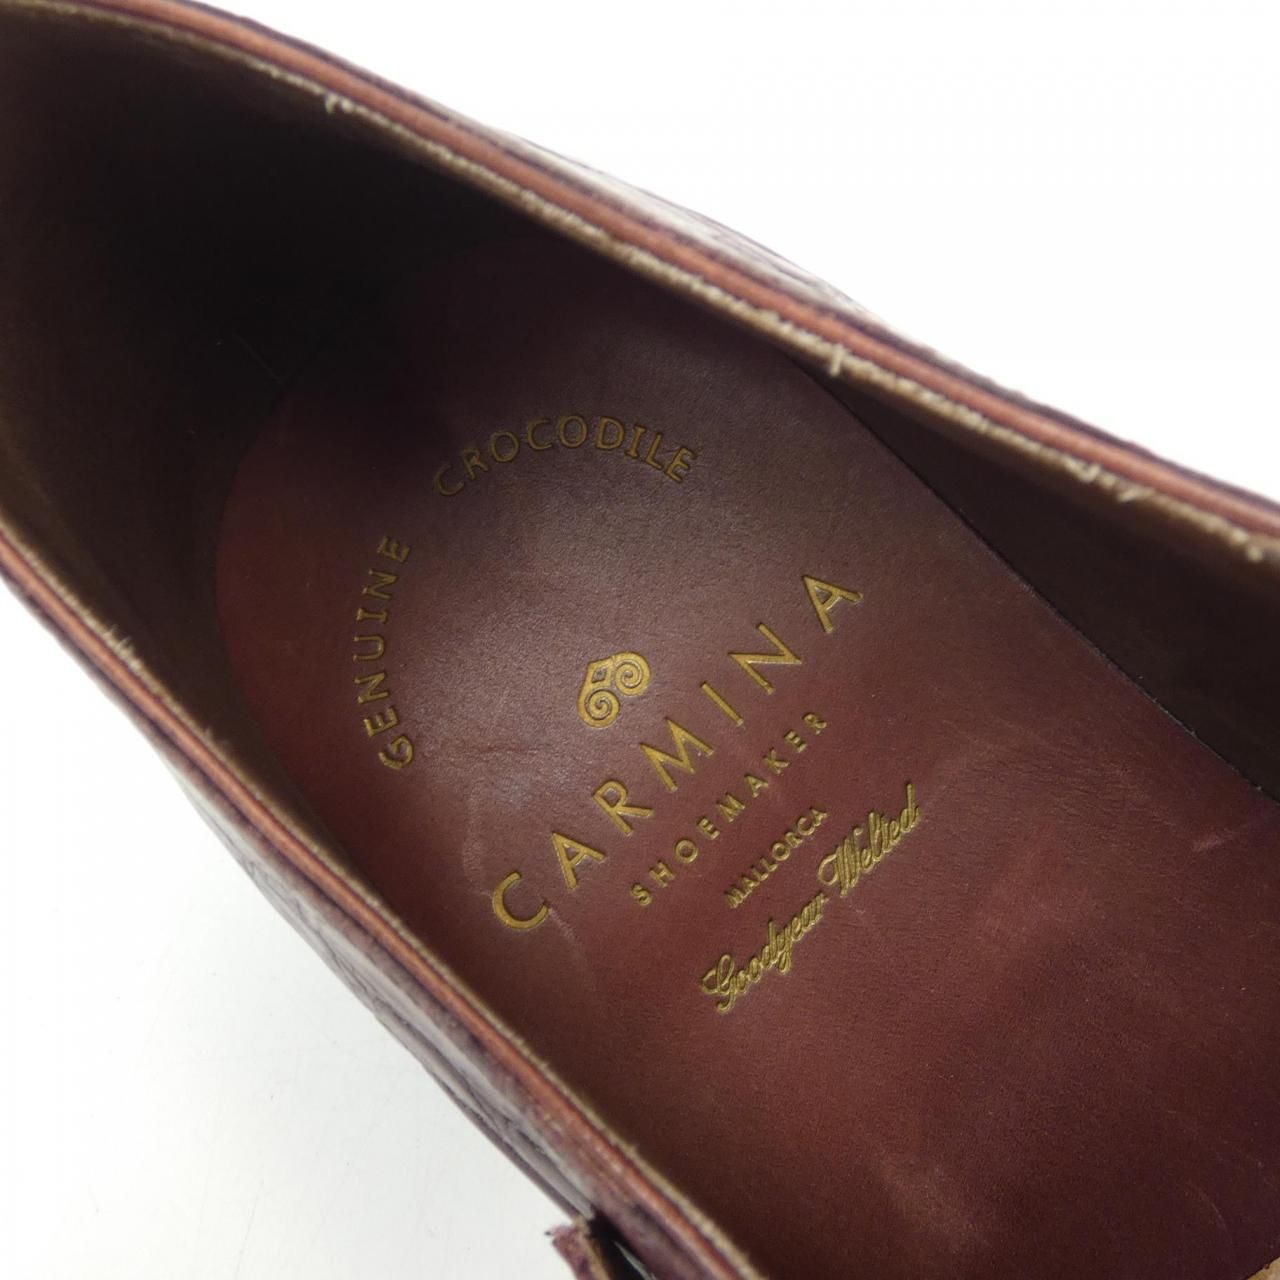 GENUINE CROCODILE
CARMINA
SHOEMAKER
MALLORCA
Goodyear Welted